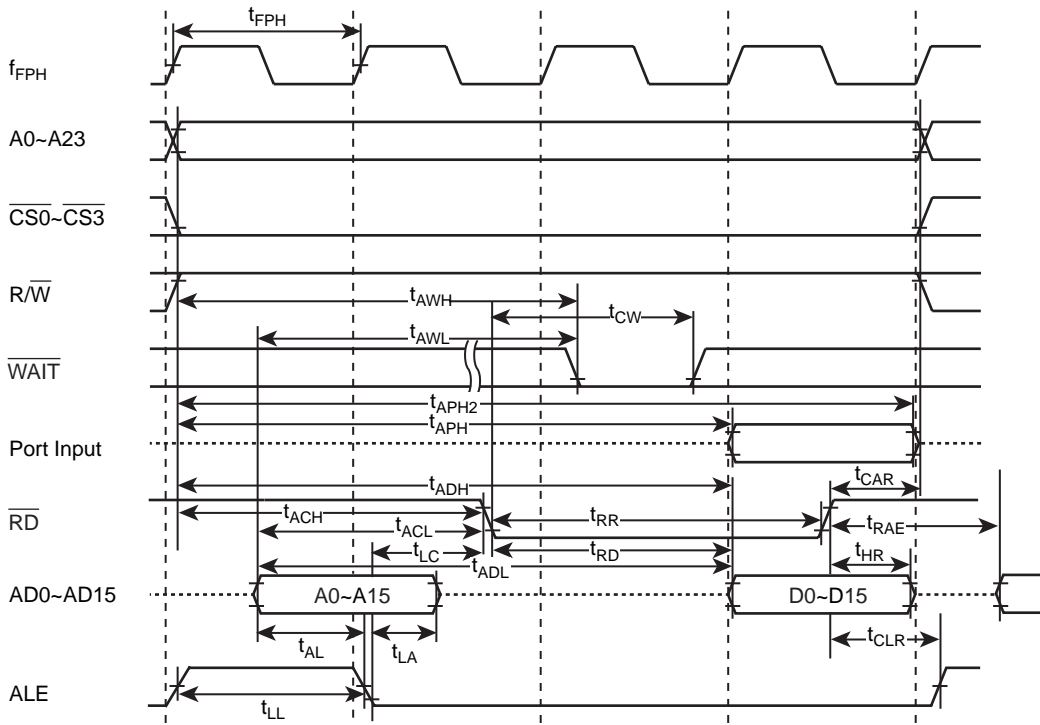 tFPH
fFPH
A0~A23
CS0~CS3
R/W
tAWH
tCW
tAWL
WAIT
tAPH2
tAPH
Port Input
tADH
tCAR
RD
tACH
tRR
tACL
tRAE
tLC
tRD
tHR
tADL
AD0~AD15
A0~A15
D0~D15
tAL
tLA
tCLR
ALE
tLL